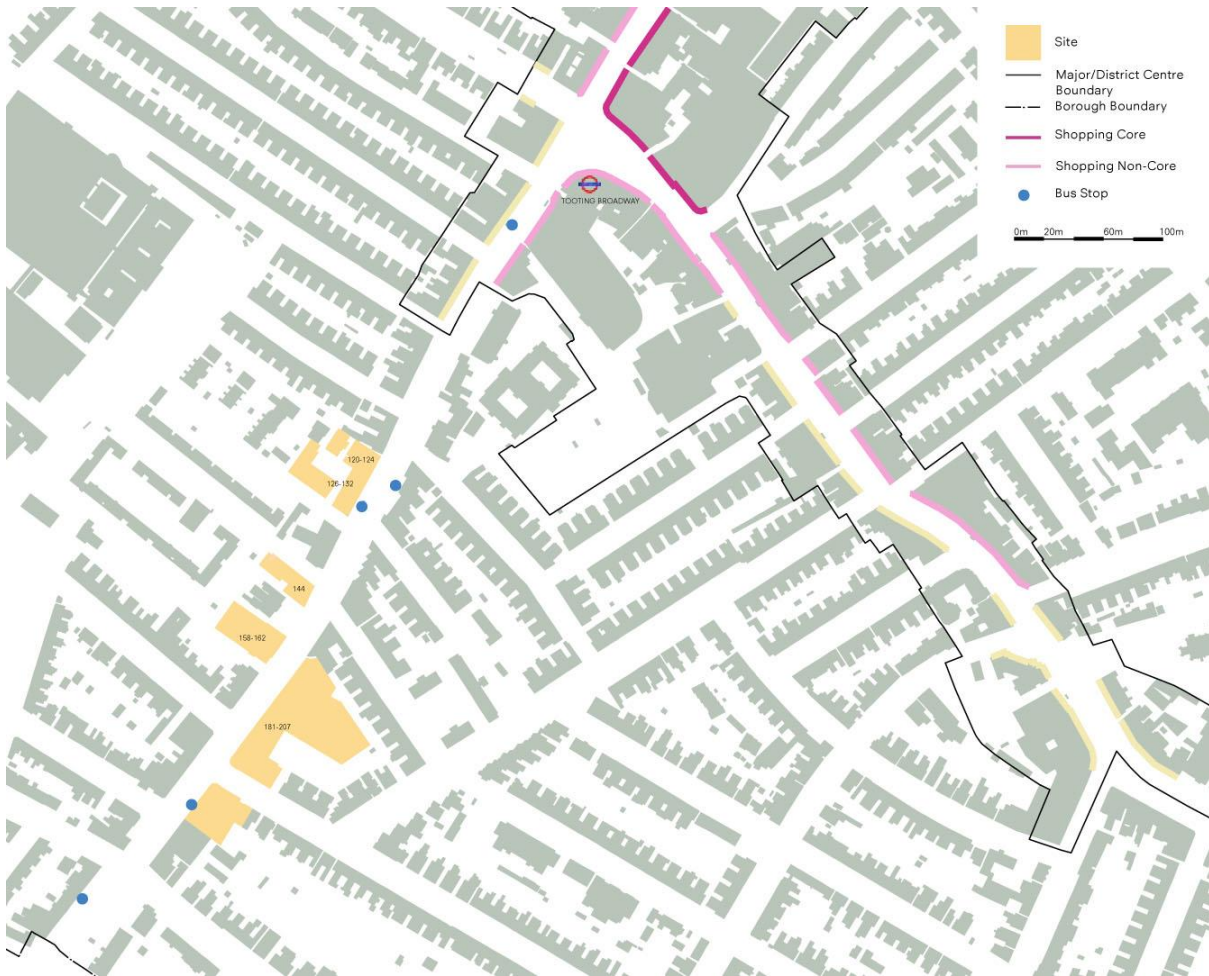 Site
Major/District Centre
Boundary
Borough Boundary
Shopping Core
Shopping Non-Core
Bus Stop
0m 20m 60m 100m
TOOTING BROADWAY
120-124
126-132
144
158-162
181-207